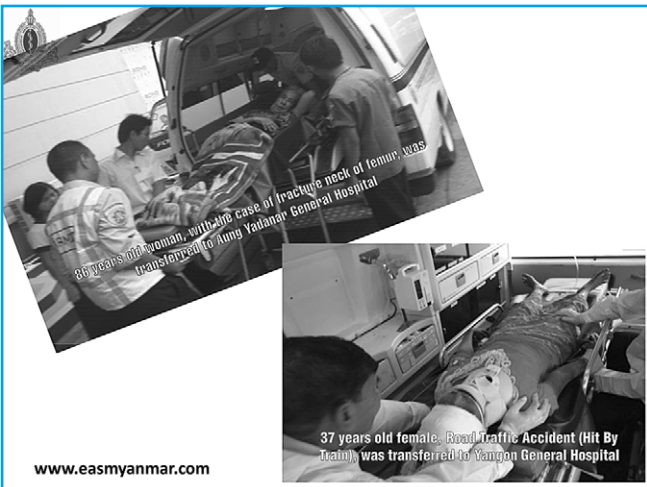 86 years old woman, with the case of fracture neck of femur, was
transferred to Aung Yadanar General Hospital
37 years old female. Road Traffic Accident (Hit By
Train), was transferred to Yangon General Hospital
www.easmyanmar.com